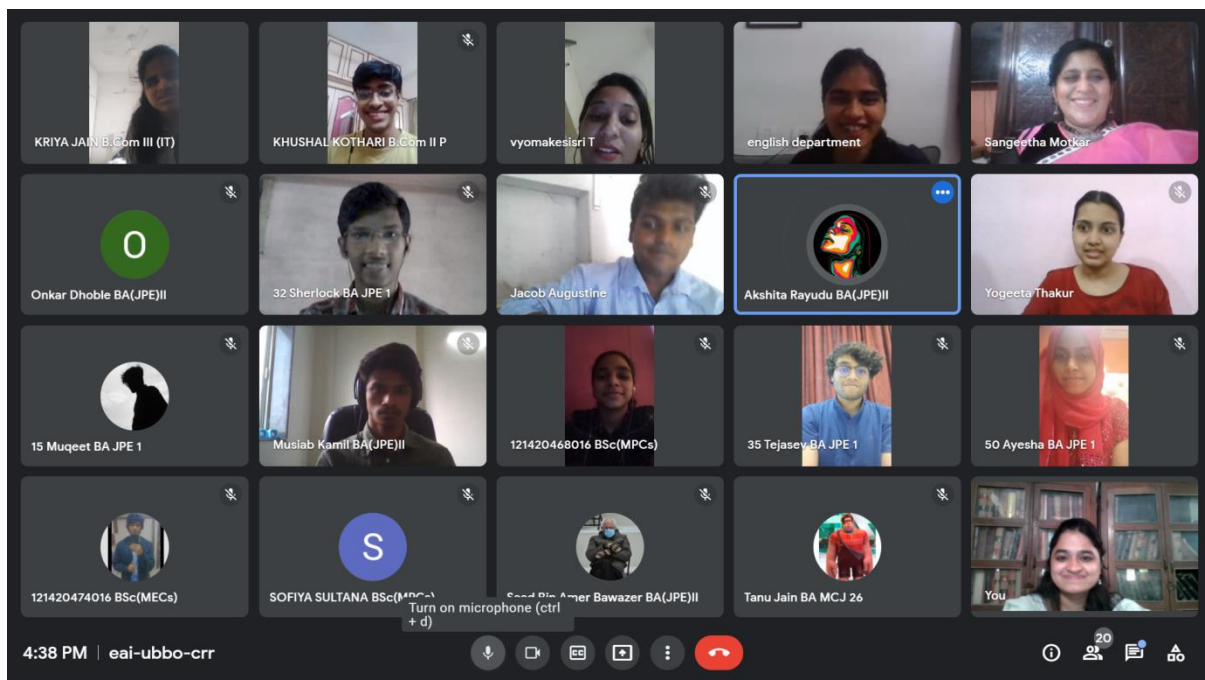 KRIYA JAIN B.Com III (IT)
KHUSHAL KOTHARI B.Com II P
vyomakesisri T
english department
Sangeetha Motkar
O
Onkar Dhoble BA(JPE)II
32 Sherlock BA JPE 1
Jacob Augustine
Akshita Rayudu BA(JPE)II
Yogeeta Thakur
15 Muqeet BA JPE 1
Musiab Kamil BA(JPE)II
121420468016 BSc(MPCs)
35 Tejasev BA JPE 1
50 Ayesha BA JPE 1
121420474016 BSc(MECs)
S
SOFIYA SULTANA BSc(MPCs)
Bin Amer Bawazer BA(JPE)II
Tanu Jain BA MCJ 26
You
Turn on microphone (ctrl
+ d)
4:38 PM | eai-ubbo-crr
CC
20